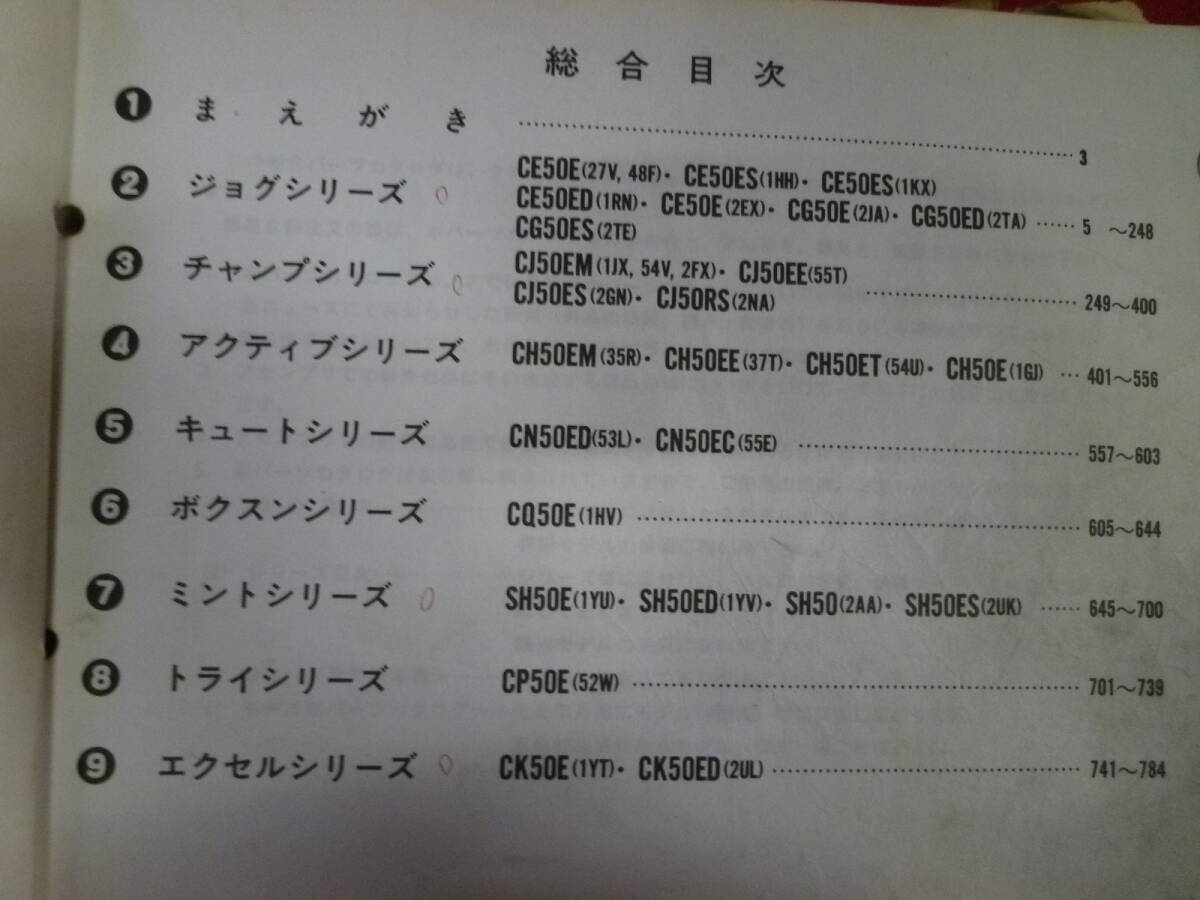 総合目次
❶ まえがき ………… 3
❷ ジョグシリーズ CE50E(27V, 48F)・ CE50ES(1HH)・ CE50ES(1KX)
CE50ED(1RN)・ CE50E(2EX)・ CG50E(2JA)・ CG50ED(2TA) …… 5 ～248
CG50ES(2TE)
❸ チャンプシリーズ CJ50EM(1JX, 54V, 2FX)・ CJ50EE(55T)
CJ50ES(2GN)・ CJ50RS(2NA) ………… 249～400
❹ アクティブシリーズ CH50EM(35R)・ CH50EE(37T)・ CH50ET(54U)・ CH50E(1GJ) … 401～556
❺ キュートシリーズ CN50ED(53L)・ CN50EC(55E) ………… 557～603
❻ ボクスンシリーズ CQ50E(1HV) ………… 605～644
❼ ミントシリーズ SH50E(1YU)・ SH50ED(1YV)・ SH50(2AA)・ SH50ES(2UK) …… 645～700
❽ トライシリーズ CP50E(52W) ………… 701～739
❾ エクセルシリーズ CK50E(1YT)・ CK50ED(2UL) ………… 741～784